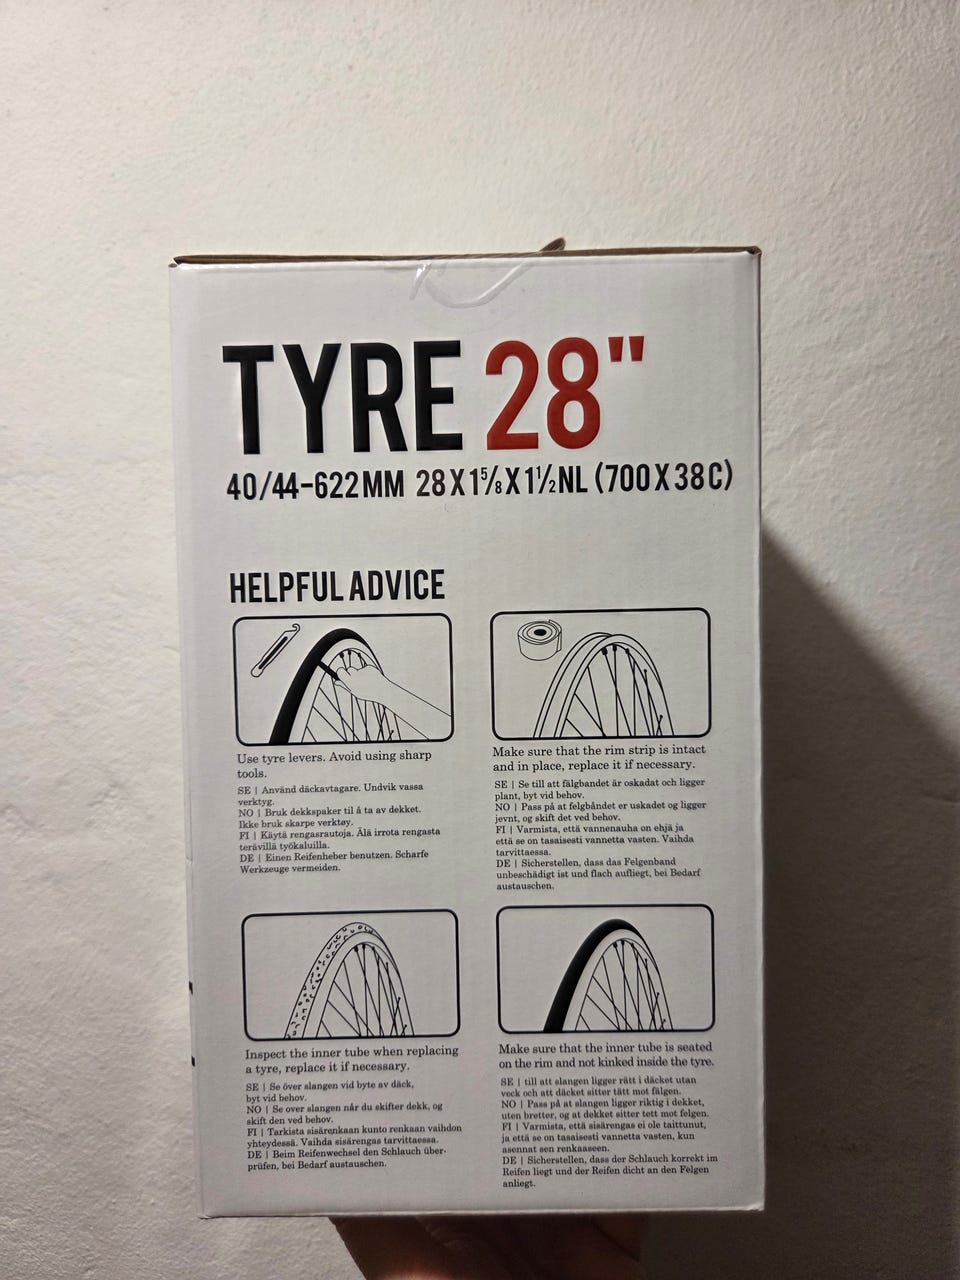 TYRE 28"
40/44-622MM 28X1⅝X1½NL (700X38C)
HELPFUL ADVICE
Use tyre levers. Avoid using sharp
tools.
SE | Använd däckavtagare. Undvik vassa
verktyg.
NO | Bruk dekkspaker til å ta av dekket.
Ikke bruk skarpe verktøy.
FI | Käytä rengasrautoja. Älä irrota rengasta
terävillä työkaluilla.
DE | Einen Reifenheber benutzen. Scharfe
Werkzeuge vermeiden.
Make sure that the rim strip is intact
and in place, replace it if necessary.
SE | Se till att fälgbandet är oskadat och ligger
plant, byt vid behov.
NO | Pass på at felgbåndet er uskadet og ligger
jevnt, og skift det ved behov.
FI | Varmista, että vannenauha on ehjä ja
että se on tasaisesti vannetta vasten. Vaihda
tarvittaessa.
DE | Sicherstellen, dass das Felgenband
unbeschädigt ist und flach aufliegt, bei Bedarf
austauschen.
Inspect the inner tube when replacing
a tyre, replace it if necessary.
SE | Se över slangen vid byte av däck,
byt vid behov.
NO | Se over slangen når du skifter dekk, og
skift den ved behov.
FI | Tarkista sisärenkaan kunto renkaan vaihdon
yhteydessä. Vaihda sisärengas tarvittaessa.
DE | Beim Reifenwechsel den Schlauch über-
prüfen, bei Bedarf austauschen.
Make sure that the inner tube is seated
on the rim and not kinked inside the tyre.
SE | till att slangen ligger rätt i däcket utan
veck och att däcket sitter tätt mot fälgen.
NO | Pass på at slangen ligger riktig i dekket,
uten bretter, og at dekket sitter tett mot felgen.
FI | Varmista, että sisärengas ei ole taittunut,
ja että se on tasaisesti vannetta vasten, kun
asennat sen renkaaseen.
DE | Sicherstellen, dass der Schlauch korrekt im
Reifen liegt und der Reifen dicht an den Felgen
anliegt.